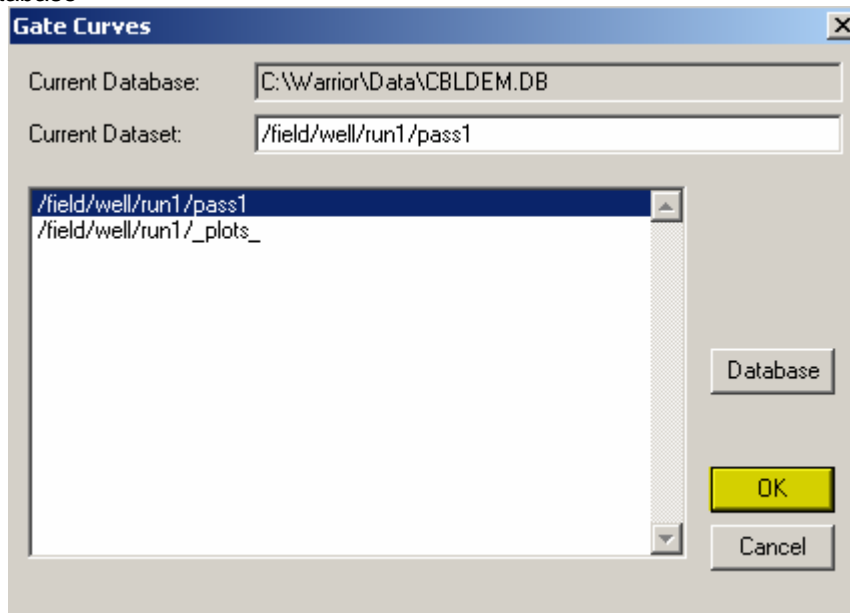 Gate Curves
Current Database: C:\Warrior\Data\CBLDEM.DB
Current Dataset: /field/well/run1/pass1
/field/well/run1/pass1
/field/well/run1/_plots_
Database
OK
Cancel